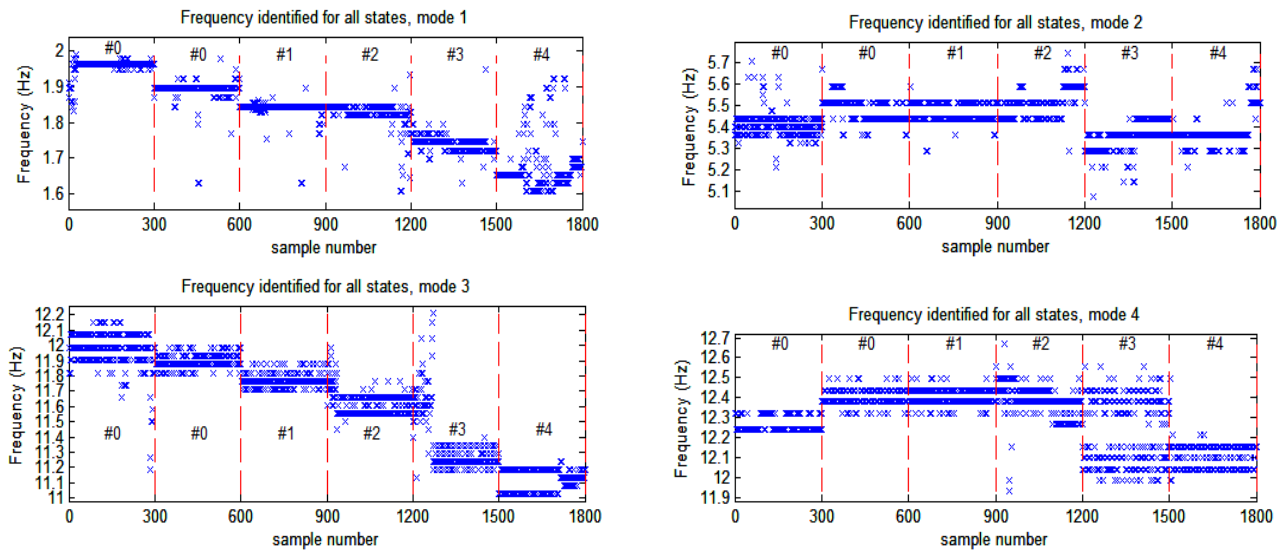 Frequency identified for all states, mode 1
#0 #0 #1 #2 #3 #4
2
1.9
1.8
1.7
1.6
Frequency (Hz)
0 300 600 900 1200 1500 1800
sample number
Frequency identified for all states, mode 2
#0 #0 #1 #2 #3 #4
5.7
5.6
5.5
5.4
5.3
5.2
5.1
Frequency (Hz)
0 300 600 900 1200 1500 1800
sample number
Frequency identified for all states, mode 3
12.2
12.1
12
11.9
11.8
11.7
11.6
11.5
11.4
11.3
11.2
11.1
11
Frequency (Hz)
#0 #0 #1 #2 #3 #4
0 300 600 900 1200 1500 1800
sample number
Frequency identified for all states, mode 4
#0 #0 #1 #2 #3 #4
12.7
12.6
12.5
12.4
12.3
12.2
12.1
12
11.9
Frequency (Hz)
0 300 600 900 1200 1500 1800
sample number